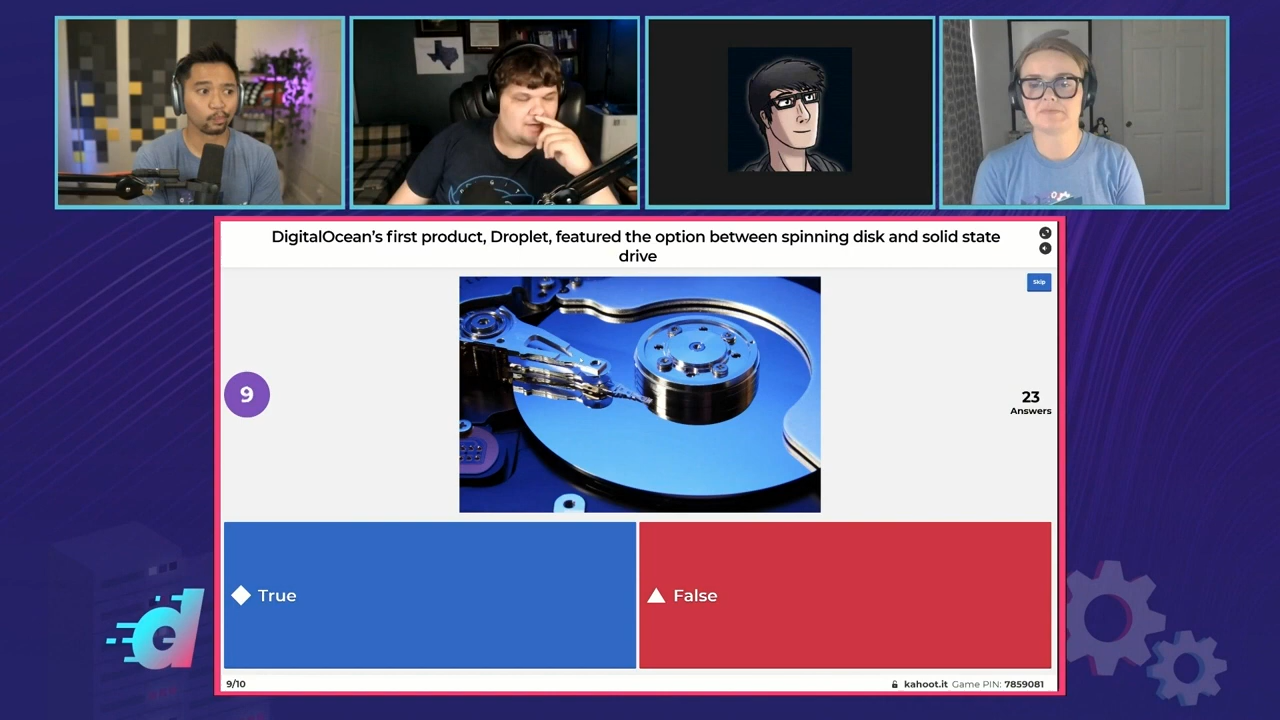 DigitalOcean's first product, Droplet, featured the option between spinning disk and solid state
drive
Skip
9
23
Answers
True
False
9/10
kahoot.it Game PIN: 7859081